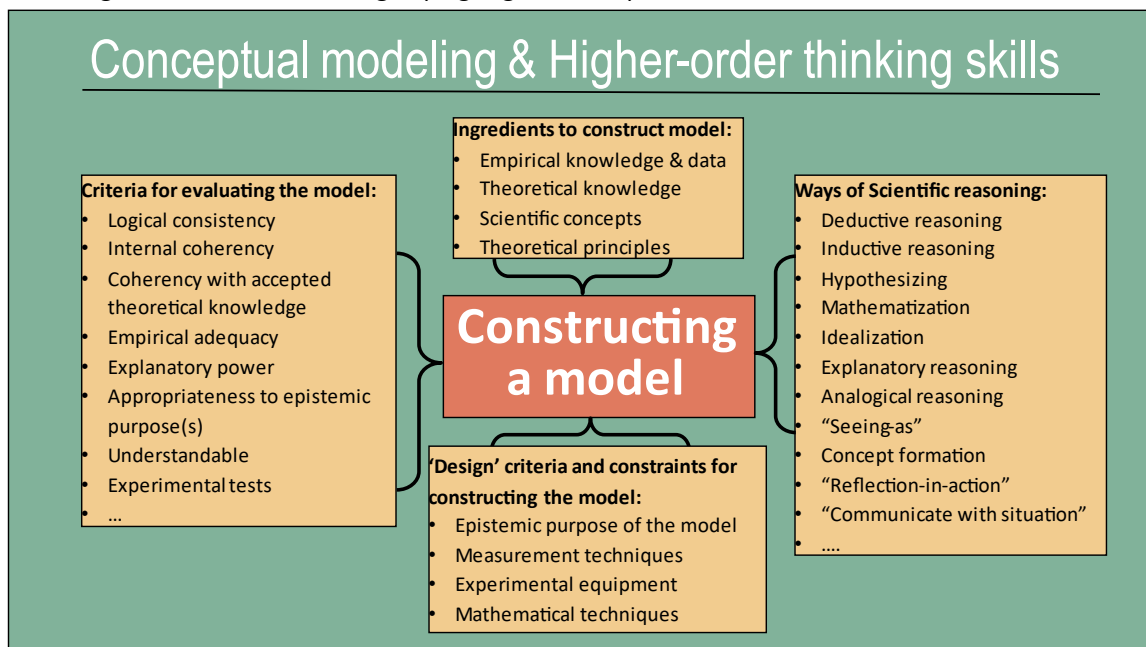 Conceptual modeling & Higher-order thinking skills
Ingredients to construct model:
• Empirical knowledge & data
• Theoretical knowledge
• Scientific concepts
• Theoretical principles
Criteria for evaluating the model:
• Logical consistency
• Internal coherency
• Coherency with accepted
theoretical knowledge
• Empirical adequacy
• Explanatory power
• Appropriateness to epistemic
purpose(s)
• Understandable
• Experimental tests
• ...
Constructing
a model
Ways of Scientific reasoning:
• Deductive reasoning
• Inductive reasoning
• Hypothesizing
• Mathematization
• Idealization
• Explanatory reasoning
• Analogical reasoning
• “Seeing-as”
• Concept formation
• “Reflection-in-action”
• “Communicate with situation”
• ....
‘Design’ criteria and constraints for
constructing the model:
• Epistemic purpose of the model
• Measurement techniques
• Experimental equipment
• Mathematical techniques